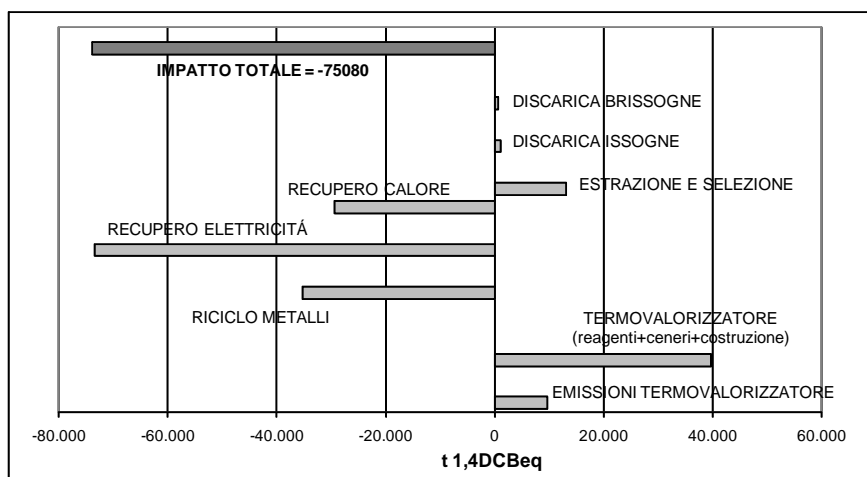 IMPATTO TOTALE = -75080
DISCARICA BRISSOGNE
DISCARICA ISSOGNE
ESTRAZIONE E SELEZIONE
RECUPERO CALORE
RECUPERO ELETTRICITÁ
RICICLO METALLI
TERMOVALORIZZATORE
(reagenti+ceneri+costruzione)
EMISSIONI TERMOVALORIZZATORE
-80.000 -60.000 -40.000 -20.000 0 20.000 40.000 60.000
t 1,4DCBeq